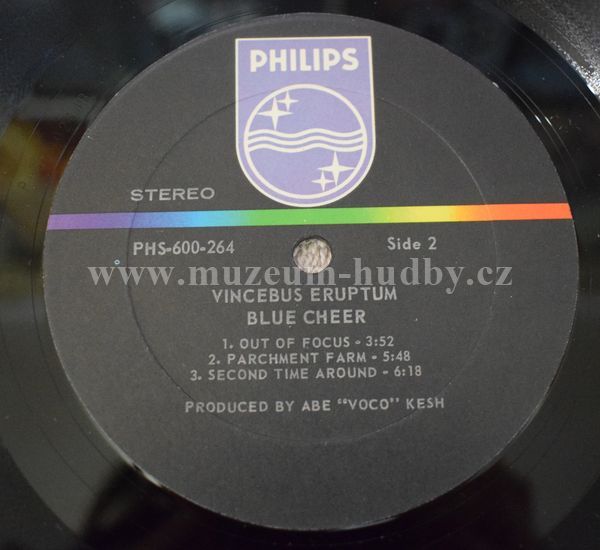 PHILIPS
STEREO
PHS-600-264 Side 2
www.muzeum-hudby.cz
VINCEBUS ERUPTUM
BLUE CHEER
1. OUT OF FOCUS - 3:52
2. PARCHMENT FARM - 5:48
3. SECOND TIME AROUND - 6:18
PRODUCED BY ABE "VOCO" KESH